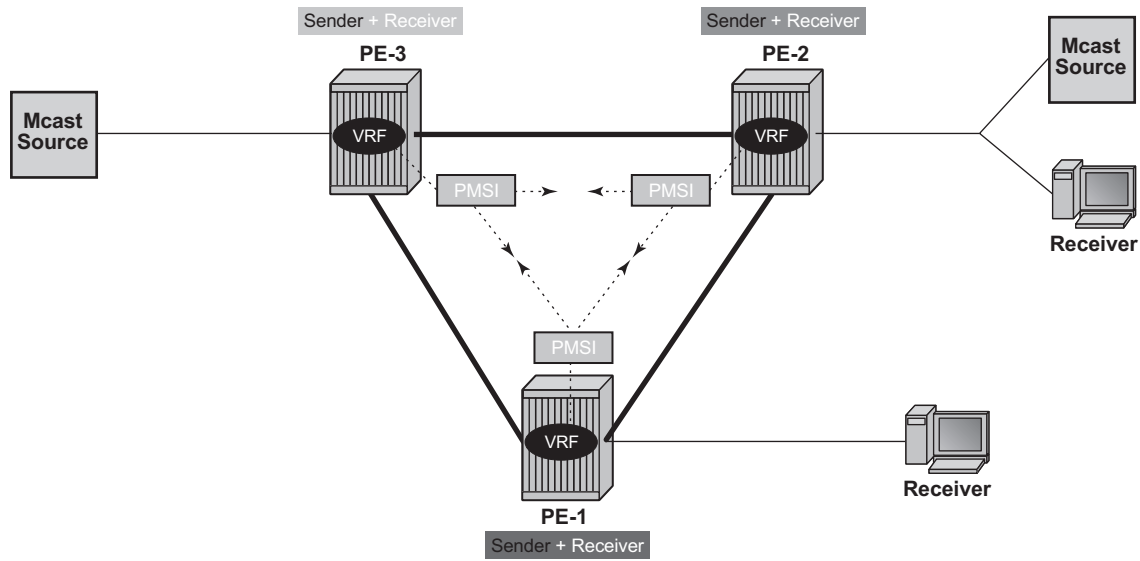 Sender + Receiver
PE-3
VRF
Sender + Receiver
PE-2
VRF
Mcast
Source
Mcast
Source
PMSI
PMSI
Receiver
PMSI
VRF
PE-1
Sender + Receiver
Receiver